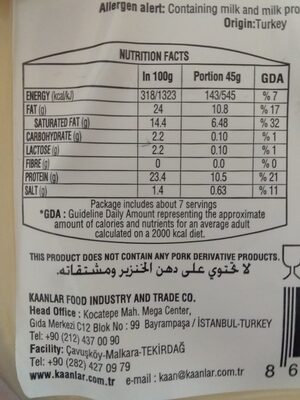 Allergen alert: Containing milk and milk pro
Origin:Turkey
NUTRITION FACTS
In 100g Portion 45g GDA
ENERGY (kcal/kJ) 318/1323 143/545 % 7
FAT (g) 24 10.8 % 17
SATURATED FAT (g) 14.4 6.48 % 32
CARBOHYDRATE (g) 2.2 0.10 % 1
LACTOSE (g) 2.2 0.10 % 1
FIBRE (g) 0 0.0 % 0
PROTEIN (g) 23.4 10.5 % 21
SALT (g) 1.4 0.63 % 11
Package includes about 7 servings
*GDA : Guideline Daily Amount representing the approximate
amount of calories and nutrients for an average adult
calculated on a 2000 kcal diet.
THIS PRODUCT DOES NOT CONTAIN ANY PORK DERIVATIVE PRODUCTS.
لا تحتوي على دهن الخنزير ومشتقاته.
KAANLAR FOOD INDUSTRY AND TRADE CO.
Head Office : Kocatepe Mah. Mega Center,
Gıda Merkezi C12 Blok No : 99 Bayrampaşa / İSTANBUL-TURKEY
Tel: +90 (212) 437 00 90
Facility: Çavuşköy-Malkara-TEKİRDAĞ
Tel: +90 (282) 427 09 79
www.kaanlar.com.tr e-mail : kaan@kaanlar.com.tr
8 6